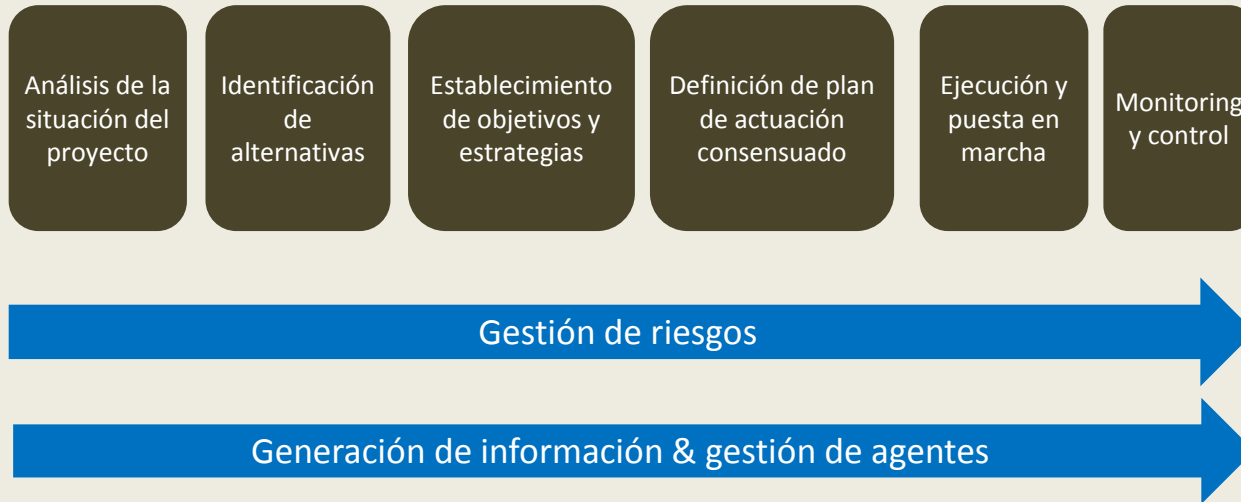 Análisis de la
situación del
proyecto
Identificación
de
alternativas
Establecimiento
de objetivos y
estrategias
Definición de plan
de actuación
consensuado
Ejecución y
puesta en
marcha
Monitoring
y control
Gestión de riesgos
Generación de información & gestión de agentes